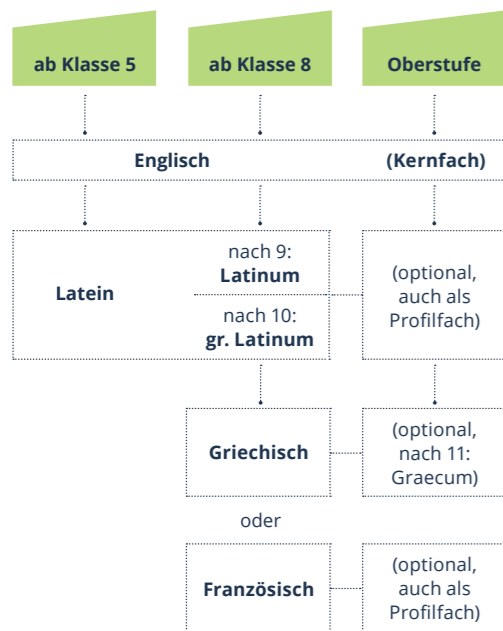 ab Klasse 5
ab Klasse 8
Oberstufe
Englisch
(Kernfach)
Latein
nach 9:
Latinum
nach 10:
gr. Latinum
(optional,
auch als
Profilfach)
Griechisch
(optional,
nach 11:
Graecum)
oder
Französisch
(optional,
auch als
Profilfach)